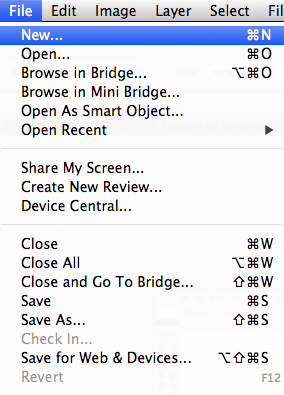 File Edit Image Layer Select Fil
New... ⌘N
Open... ⌘O
Browse in Bridge... ⌥⌘O
Browse in Mini Bridge...
Open As Smart Object...
Open Recent ▶
Share My Screen...
Create New Review...
Device Central...
Close ⌘W
Close All ⌥⌘W
Close and Go To Bridge... ⇧⌘W
Save ⌘S
Save As... ⇧⌘S
Check In...
Save for Web & Devices... ⌥⇧⌘S
Revert F12